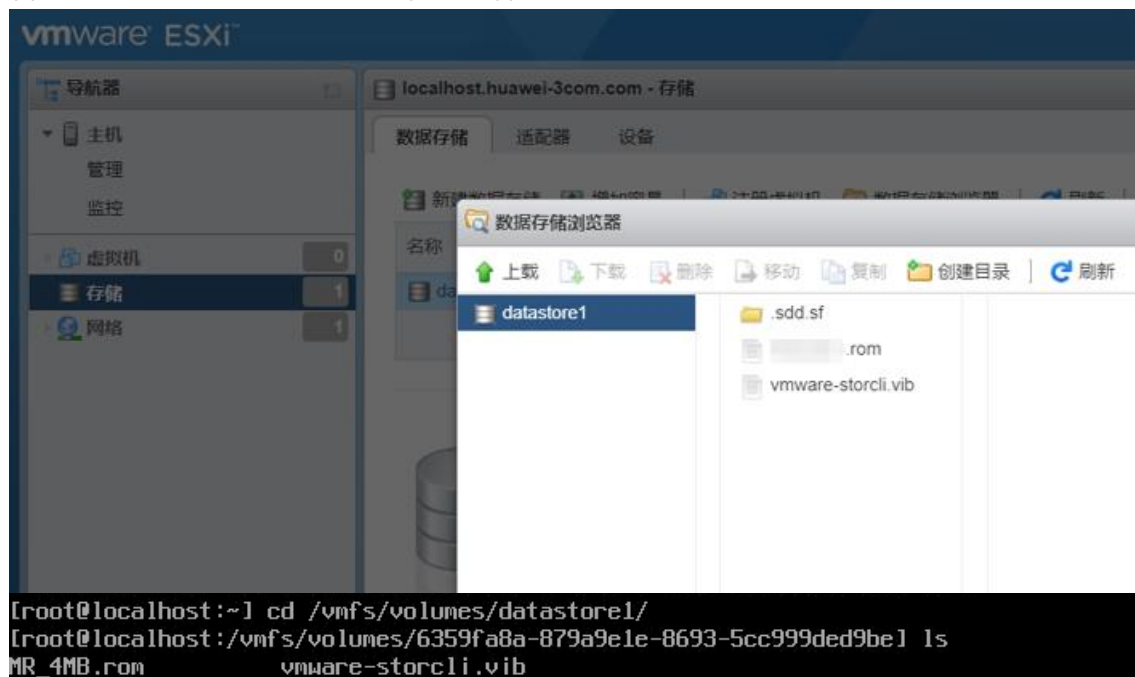 vmware ESXi™
导航器
主机
管理
监控
虚拟机 0
存储 1
网络 1
localhost.huawei-3com.com - 存储
数据存储 适配器 设备
名称
数据存储浏览器
上载 下载 删除 移动 复制 创建目录 刷新
datastore1
.sdd.sf
.rom
vmware-storcli.vib
[root@localhost:~] cd /vmfs/volumes/datastore1/
[root@localhost:/vmfs/volumes/6359fa8a-879a9e1e-8693-5cc999ded9be] ls
MR_4MB.rom vmware-storcli.vib